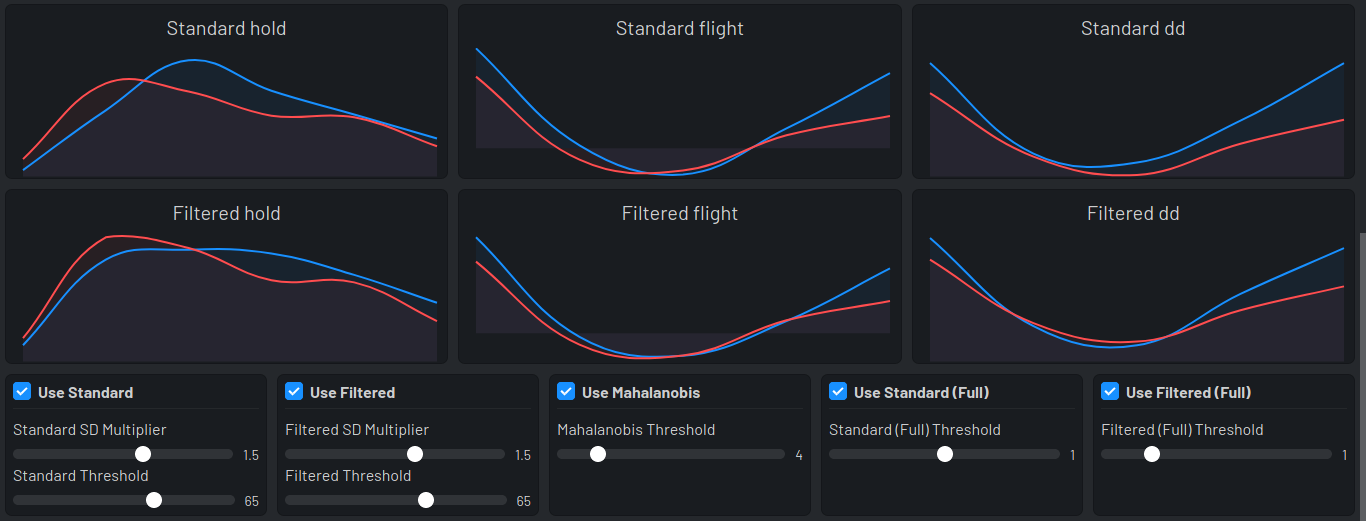 Standard hold
Standard flight
Standard dd
Filtered hold
Filtered flight
Filtered dd
Use Standard
Standard SD Multiplier
1.5
Standard Threshold
65
Use Filtered
Filtered SD Multiplier
1.5
Filtered Threshold
65
Use Mahalanobis
Mahalanobis Threshold
4
Use Standard (Full)
Standard (Full) Threshold
1
Use Filtered (Full)
Filtered (Full) Threshold
1